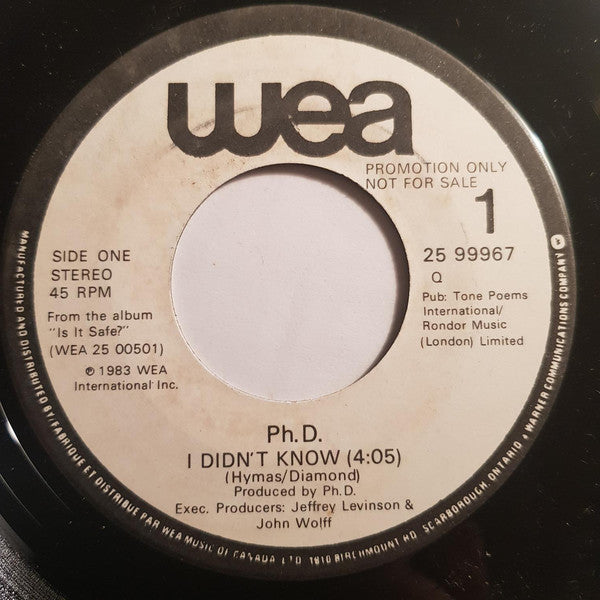 wea
PROMOTION ONLY
NOT FOR SALE
1
SIDE ONE
STEREO
45 RPM
From the album
"Is It Safe?"
(WEA 25 00501)
℗ 1983 WEA
International Inc.
25 99967
Q
Pub: Tone Poems
International/
Rondor Music
(London) Limited
Ph.D.
I DIDN'T KNOW (4:05)
(Hymas/Diamond)
Produced by Ph.D.
Exec. Producers: Jeffrey Levinson &
John Wolff
MANUFACTURED AND DISTRIBUTED BY/FABRIQUE ET DISTRIBUE PAR WEA MUSIC OF CANADA LTD. 1810 BIRCHMOUNT RD. SCARBOROUGH, ONTARIO ♦ A WARNER COMMUNICATIONS COMPANY